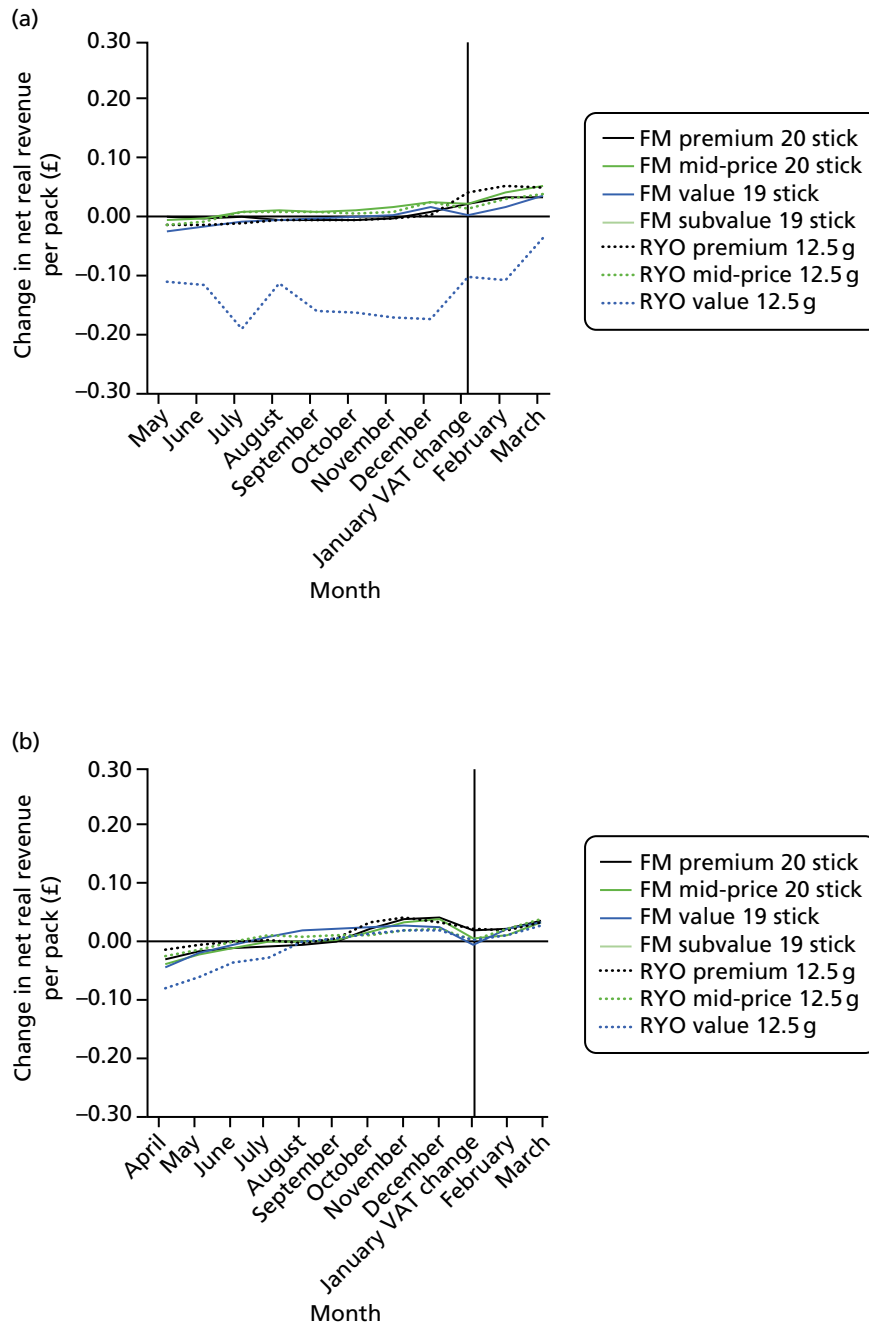 (a)
Change in net real revenue
per pack (£)
0.30
0.20
0.10
0.00
–0.10
–0.20
–0.30
May
June
July
August
September
October
November
December
January VAT change
February
March
Month
FM premium 20 stick
FM mid-price 20 stick
FM value 19 stick
FM subvalue 19 stick
RYO premium 12.5 g
RYO mid-price 12.5 g
RYO value 12.5 g
(b)
Change in net real revenue
per pack (£)
0.30
0.20
0.10
0.00
–0.10
–0.20
–0.30
April
May
June
July
August
September
October
November
December
January VAT change
February
March
Month
FM premium 20 stick
FM mid-price 20 stick
FM value 19 stick
FM subvalue 19 stick
RYO premium 12.5 g
RYO mid-price 12.5 g
RYO value 12.5 g